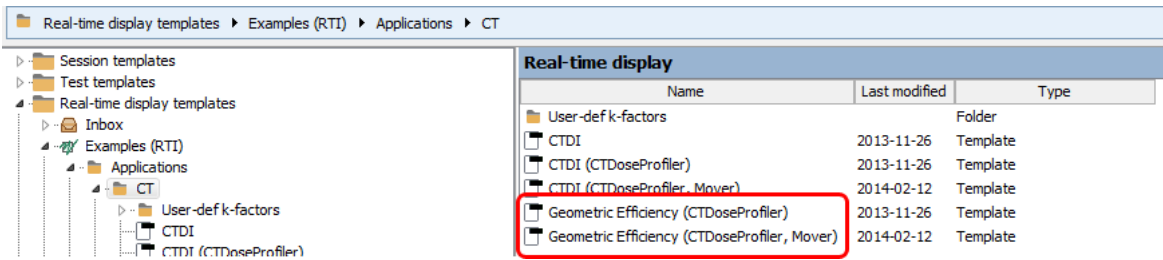 Real-time display templates Examples (RTI) Applications CT
Session templates
Test templates
Real-time display templates
Inbox
Examples (RTI)
Applications
CT
User-def k-factors
CTDI
CTDI (CTDoseProfiler)
Real-time display
Name Last modified Type
User-def k-factors Folder
CTDI 2013-11-26 Template
CTDI (CTDoseProfiler) 2013-11-26 Template
CTDI (CTDoseProfiler, Mover) 2014-02-12 Template
Geometric Efficiency (CTDoseProfiler) 2013-11-26 Template
Geometric Efficiency (CTDoseProfiler, Mover) 2014-02-12 Template